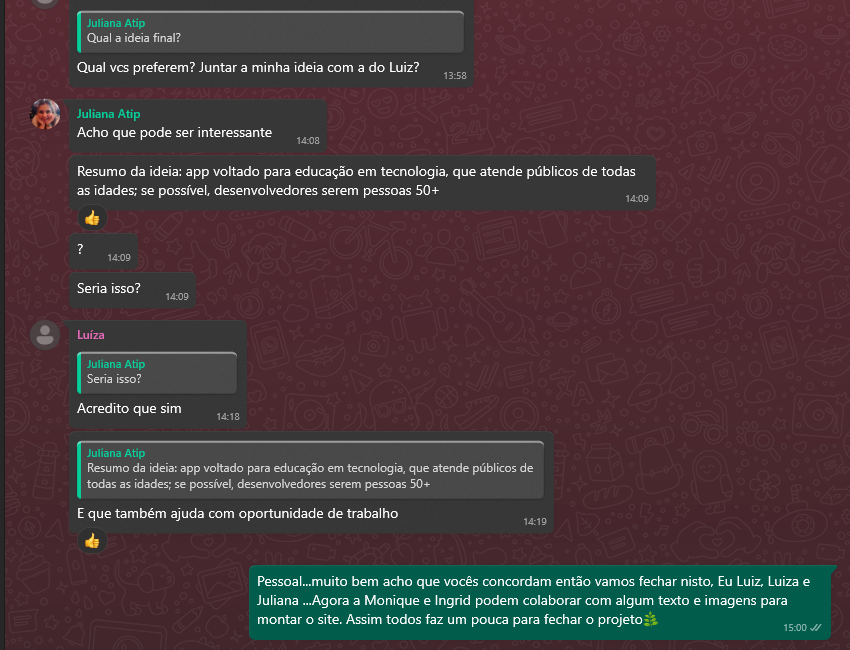 Juliana Atip
Qual a ideia final?
Qual vcs preferem? Juntar a minha ideia com a do Luiz?
13:58
Juliana Atip
Acho que pode ser interessante
14:08
Resumo da ideia: app voltado para educação em tecnologia, que atende públicos de todas
as idades; se possível, desenvolvedores serem pessoas 50+
14:09
?
14:09
Seria isso?
14:09
Luíza
Juliana Atip
Seria isso?
Acredito que sim
14:18
Juliana Atip
Resumo da ideia: app voltado para educação em tecnologia, que atende públicos de
todas as idades; se possível, desenvolvedores serem pessoas 50+
E que também ajuda com oportunidade de trabalho
14:19
Pessoal...muito bem acho que vocês concordam então vamos fechar nisto, Eu Luiz, Luiza e
Juliana ...Agora a Monique e Ingrid podem colaborar com algum texto e imagens para
montar o site. Assim todos faz um pouca para fechar o projeto🌿
15:00